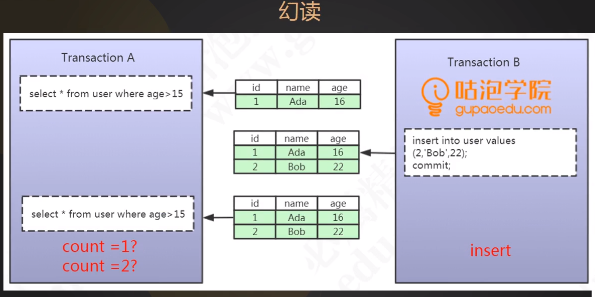 幻读
Transaction A
select * from user where age>15
id name age
1 Ada 16
id name age
1 Ada 16
2 Bob 22
select * from user where age>15
id name age
1 Ada 16
2 Bob 22
count =1?
count =2?
Transaction B
咕泡学院
gupaoedu.com
insert into user values
(2,'Bob',22);
commit;
insert